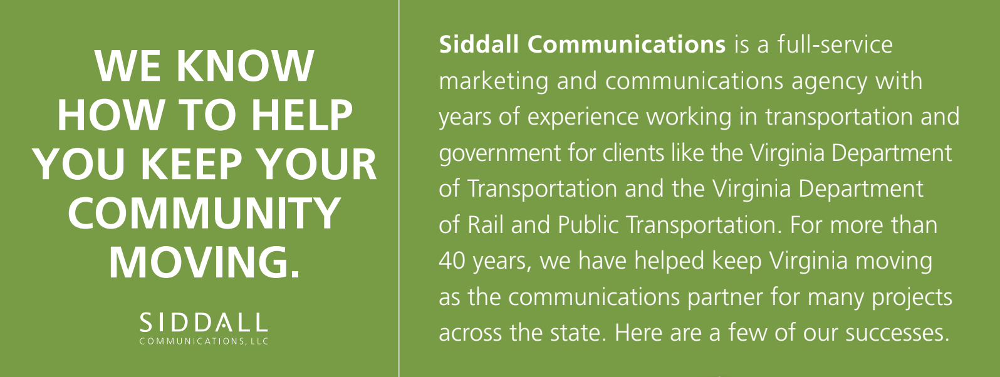 WE KNOW
HOW TO HELP
YOU KEEP YOUR
COMMUNITY
MOVING.
SIDDALL
COMMUNICATIONS, LLC
Siddall Communications is a full-service
marketing and communications agency with
years of experience working in transportation and
government for clients like the Virginia Department
of Transportation and the Virginia Department
of Rail and Public Transportation. For more than
40 years, we have helped keep Virginia moving
as the communications partner for many projects
across the state. Here are a few of our successes.